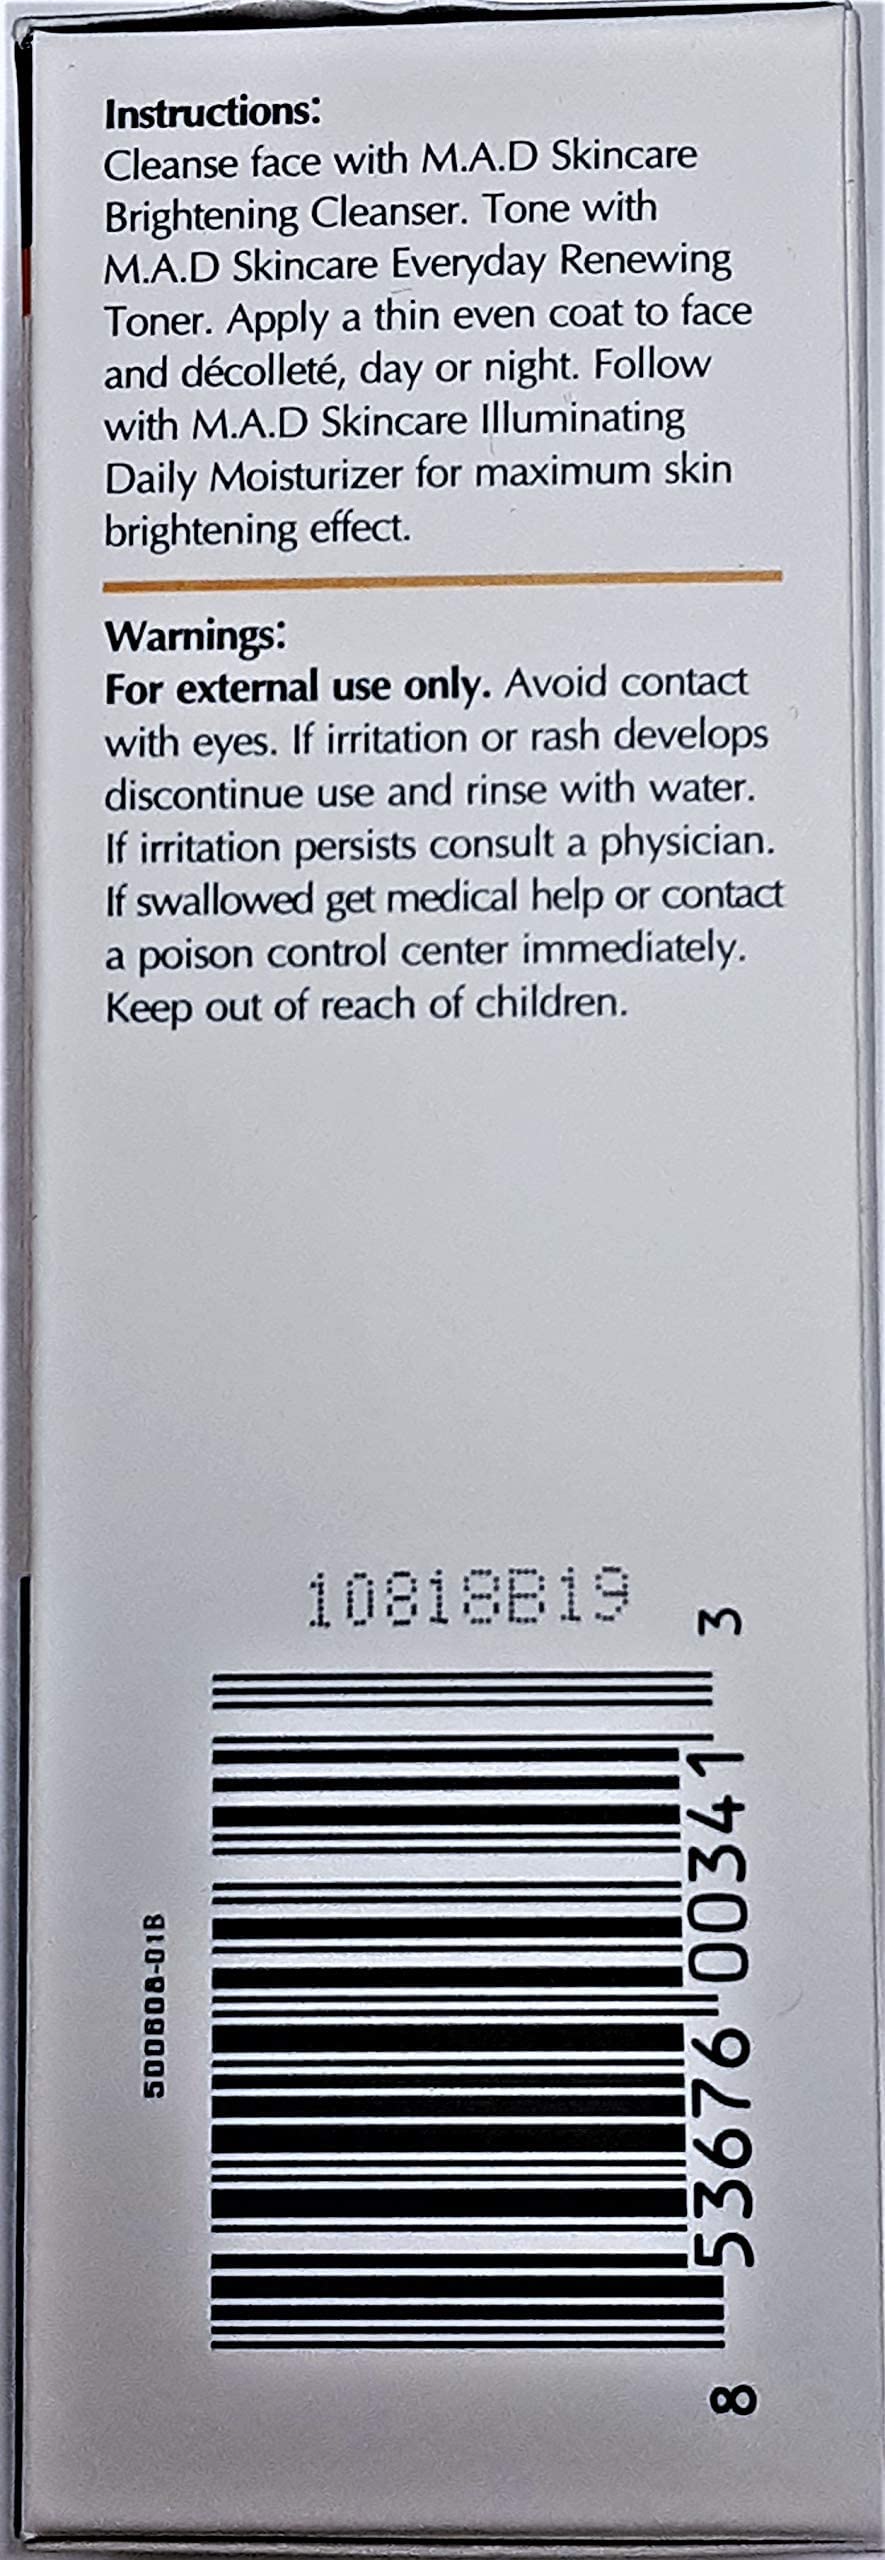 Instructions:
Cleanse face with M.A.D Skincare
Brightening Cleanser. Tone with
M.A.D Skincare Everyday Renewing
Toner. Apply a thin even coat to face
and décolleté, day or night. Follow
with M.A.D Skincare Illuminating
Daily Moisturizer for maximum skin
brightening effect.
Warnings:
For external use only. Avoid contact
with eyes. If irritation or rash develops
discontinue use and rinse with water.
If irritation persists consult a physician.
If swallowed get medical help or contact
a poison control center immediately.
Keep out of reach of children.
10818B19
500608-01B
8 53676 00341 3